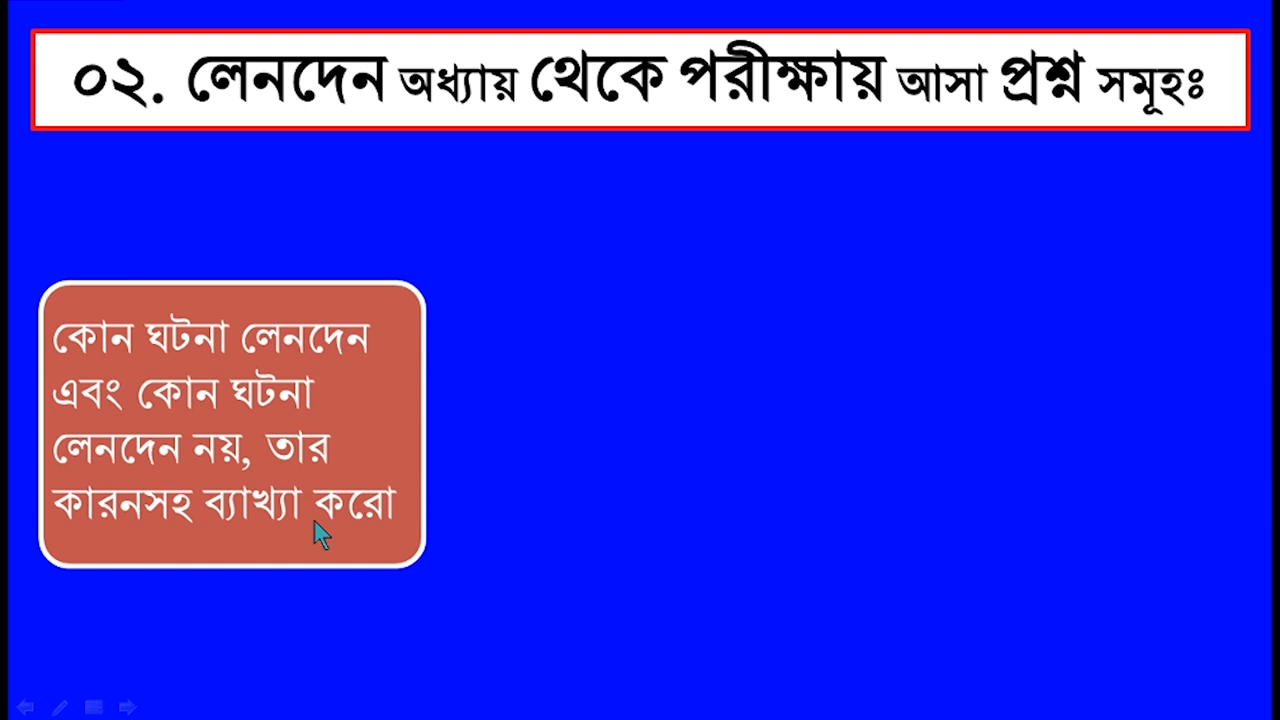 ০২. লেনদেন অধ্যায় থেকে পরীক্ষায় আসা প্রশ্ন সমূহঃ
কোন ঘটনা লেনদেন
এবং কোন ঘটনা
লেনদেন নয়, তার
কারনসহ ব্যাখ্যা করো